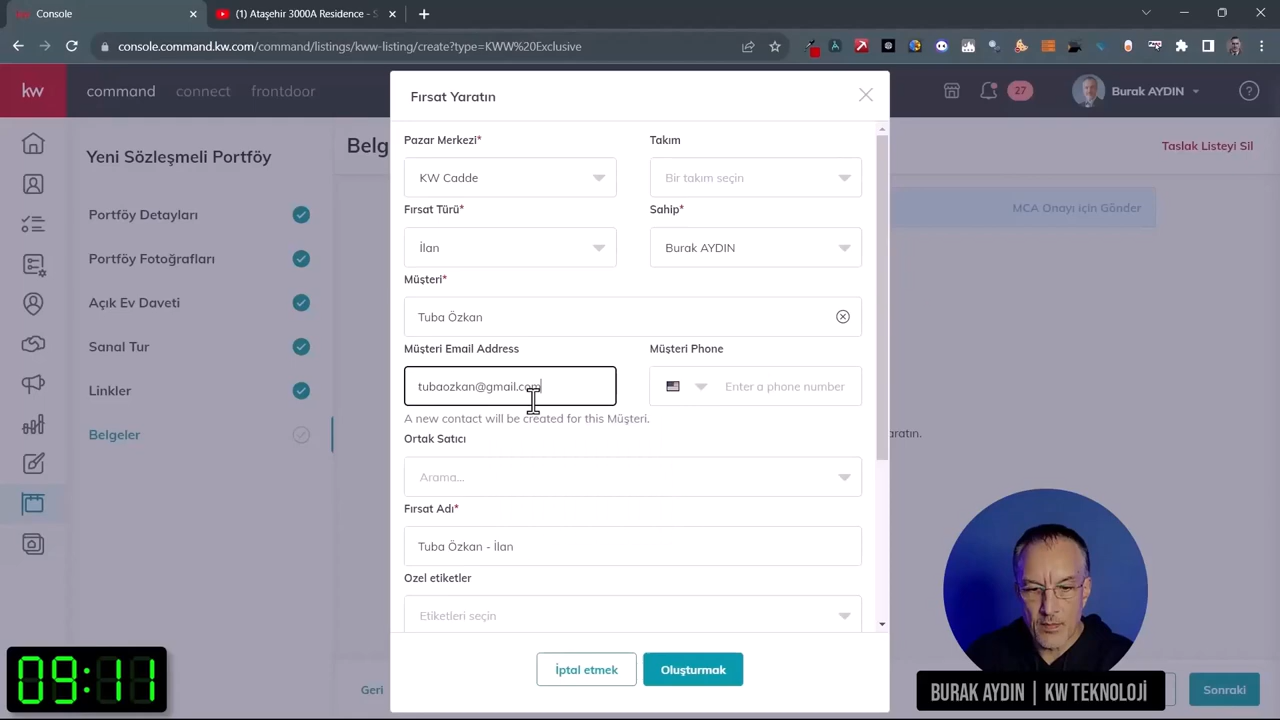 Console
(1) Ataşehir 3000A Residence - S
console.command.kw.com/command/listings/kww-listing/create?type=KWW%20Exclusive
kw
command
connect
frontdoor
27
Burak AYDIN
Yeni Sözleşmeli Portföy
Portföy Detayları
Portföy Fotoğrafları
Açık Ev Daveti
Sanal Tur
Linkler
Belgeler
Belg
Taslak Listeyi Sil
MCA Onayı için Gönder
aratın.
Geri
Sonraki
Fırsat Yaratın
Pazar Merkezi*
Takım
KW Cadde
Bir takım seçin
Fırsat Türü*
Sahip*
İlan
Burak AYDIN
Müşteri*
Tuba Özkan
Müşteri Email Address
Müşteri Phone
tubaozkan@gmail.com
Enter a phone number
A new contact will be created for this Müşteri.
Ortak Satıcı
Arama...
Fırsat Adı*
Tuba Özkan - İlan
Ozel etiketler
Etiketleri seçin
İptal etmek
Oluşturmak
09:11
BURAK AYDIN | KW TEKNOLOJİ